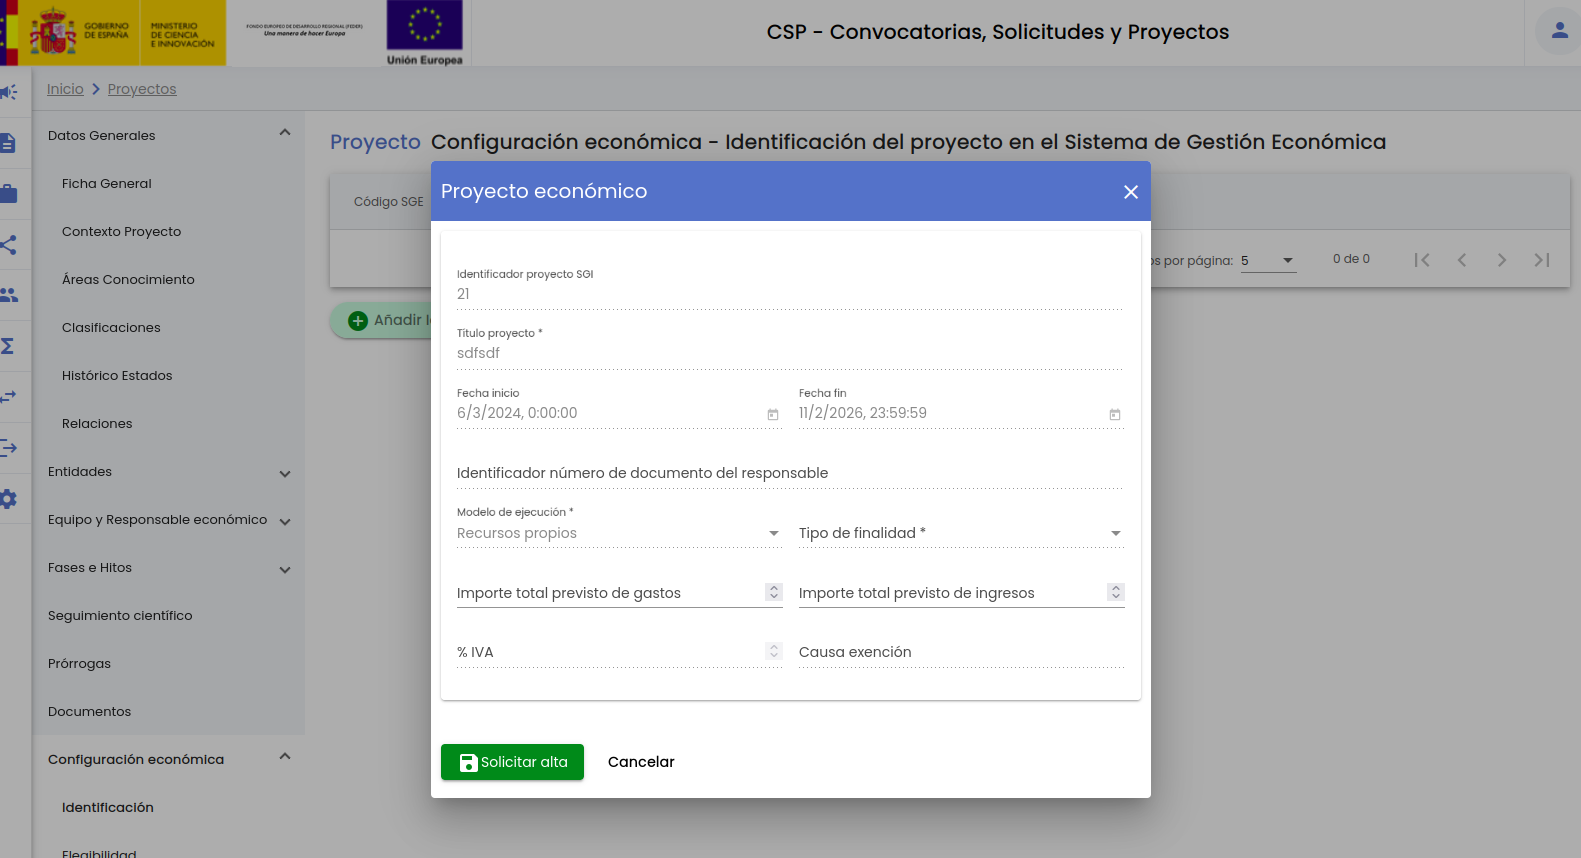 GOBIERNO
DE ESPAÑA
MINISTERIO
DE CIENCIA
E INNOVACIÓN
FONDO EUROPEO DE DESARROLLO REGIONAL (FEDER)
Una manera de hacer Europa
Unión Europea
CSP - Convocatorias, Solicitudes y Proyectos
Inicio
Proyectos
Datos Generales
Ficha General
Contexto Proyecto
Áreas Conocimiento
Clasificaciones
Histórico Estados
Relaciones
Entidades
Equipo y Responsable económico
Fases e Hitos
Seguimiento científico
Prórrogas
Documentos
Configuración económica
Identificación
Elegibilidad
Proyecto Configuración económica - Identificación del proyecto en el Sistema de Gestión Económica
Código SGE
os por página: 5
0 de 0
Añadir I
Proyecto económico
Identificador proyecto SGI
21
Título proyecto *
sdfsdf
Fecha inicio
6/3/2024, 0:00:00
Fecha fin
11/2/2026, 23:59:59
Identificador número de documento del responsable
Modelo de ejecución *
Recursos propios
Tipo de finalidad *
Importe total previsto de gastos
Importe total previsto de ingresos
% IVA
Causa exención
Solicitar alta
Cancelar